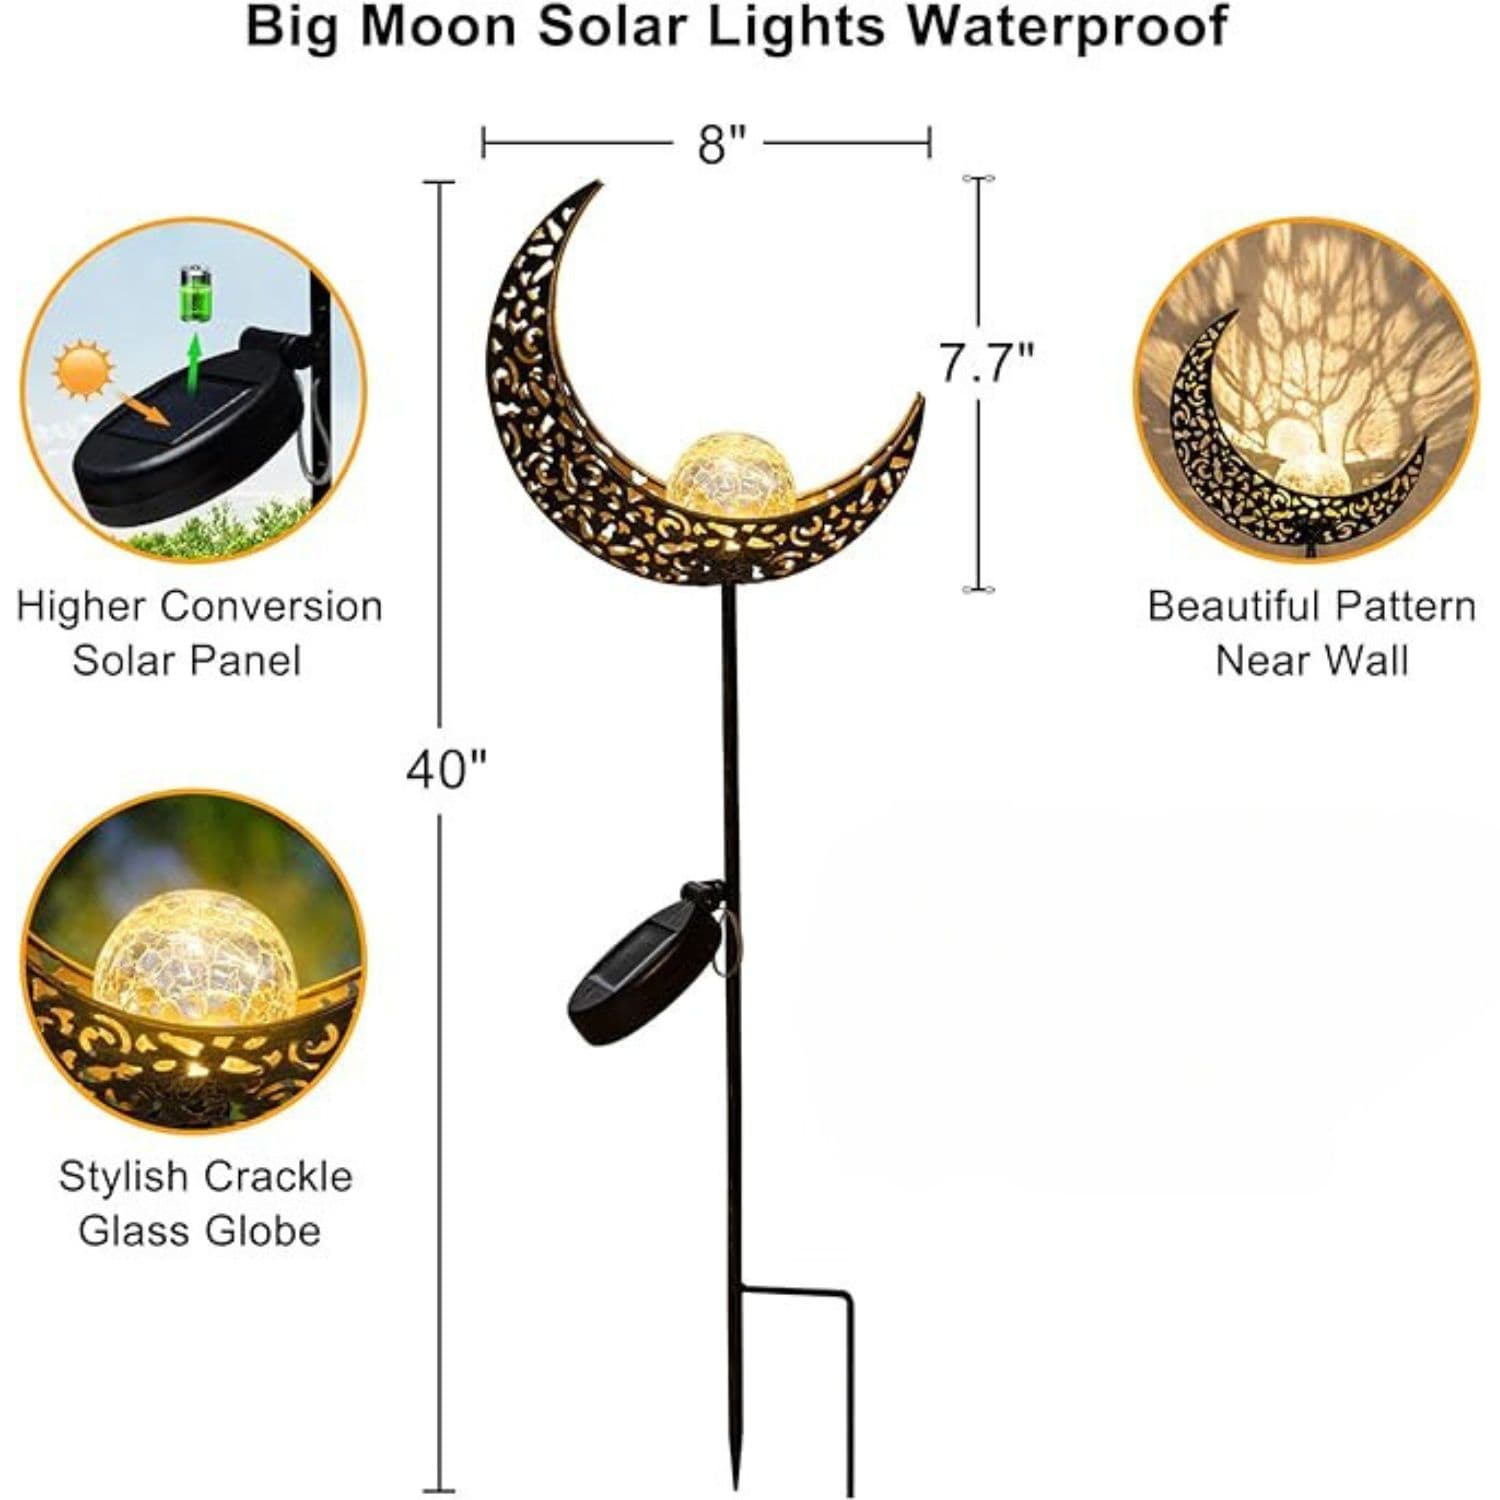 Big Moon Solar Lights Waterproof
8"
7.7"
40"
Higher Conversion
Solar Panel
Beautiful Pattern
Near Wall
Stylish Crackle
Glass Globe